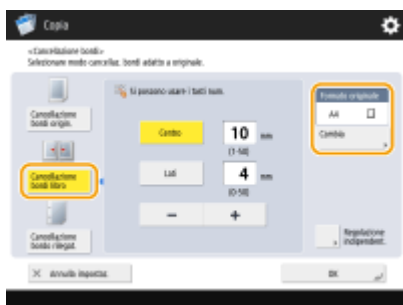 Copia
<Cancellazione bordi>
Selezionare modo cancellaz. bordi adatto a originale.
Si possono usare i tasti num.
Formato originale
A4
Cambia
Cancellazione
bordi origin.
Centro
10 mm
(1-50)
Cancellazione
bordi libro
Lati
4 mm
(0-50)
- +
Cancellazione
bordo rilegat.
Regolazione
independent.
× Annulla impostaz.
OK